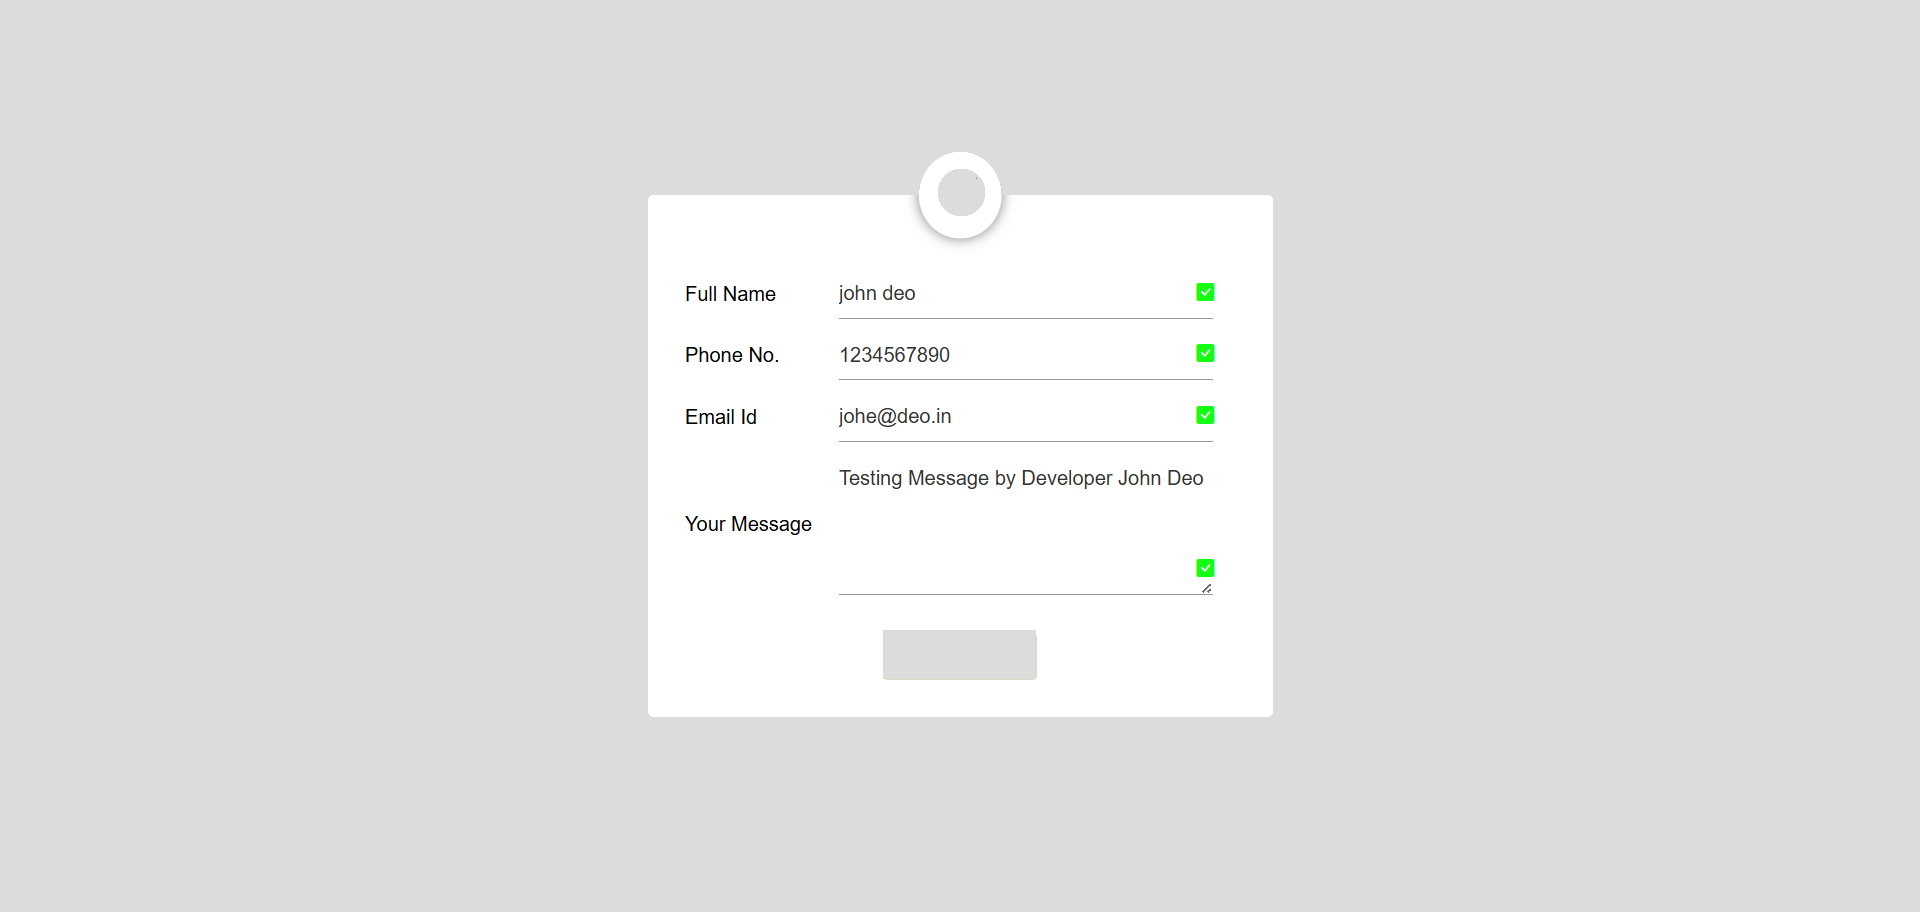 Full Name john deo
Phone No. 1234567890
Email Id johe@deo.in
Testing Message by Developer John Deo
Your Message